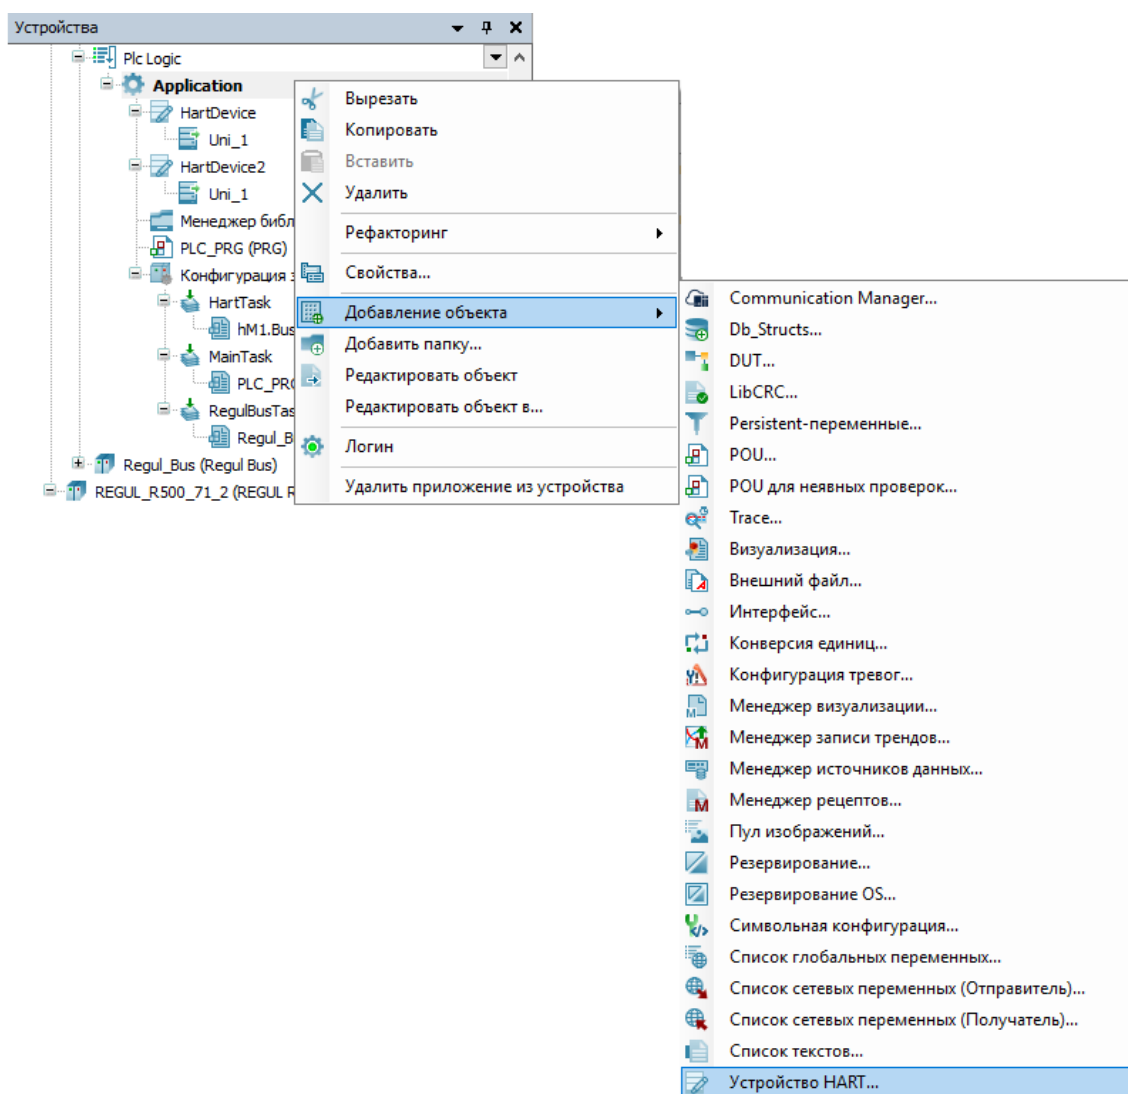 Устройства
Plc Logic
Application
HartDevice
Uni_1
HartDevice2
Uni_1
Менеджер библ
PLC_PRG (PRG)
Конфигурация з
HartTask
hM1.Bus
MainTask
PLC_PRG
RegulBusTas
Regul_B
Regul_Bus (Regul Bus)
REGUL_R500_71_2 (REGUL R
Вырезать
Копировать
Вставить
Удалить
Рефакторинг
Свойства...
Добавление объекта
Добавить папку...
Редактировать объект
Редактировать объект в...
Логин
Удалить приложение из устройства
Communication Manager...
Db_Structs...
DUT...
LibCRC...
Persistent-переменные...
POU...
POU для неявных проверок...
Trace...
Визуализация...
Внешний файл...
Интерфейс...
Конверсия единиц...
Конфигурация тревог...
Менеджер визуализации...
Менеджер записи трендов...
Менеджер источников данных...
Менеджер рецептов...
Пул изображений...
Резервирование...
Резервирование OS...
Символьная конфигурация...
Список глобальных переменных...
Список сетевых переменных (Отправитель)...
Список сетевых переменных (Получатель)...
Список текстов...
Устройство HART...